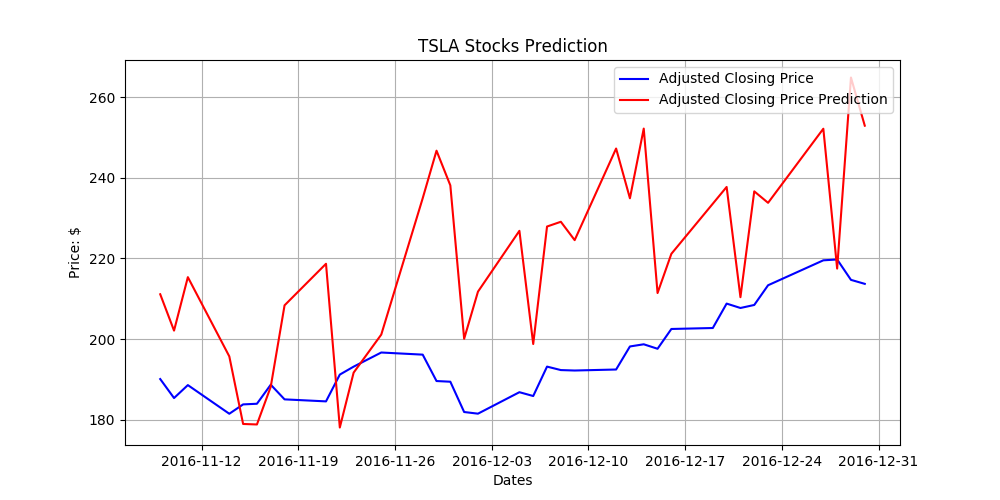 TSLA Stocks Prediction
Adjusted Closing Price
Adjusted Closing Price Prediction
Price: $
260
240
220
200
180
2016-11-12 2016-11-19 2016-11-26 2016-12-03 2016-12-10 2016-12-17 2016-12-24 2016-12-31
Dates